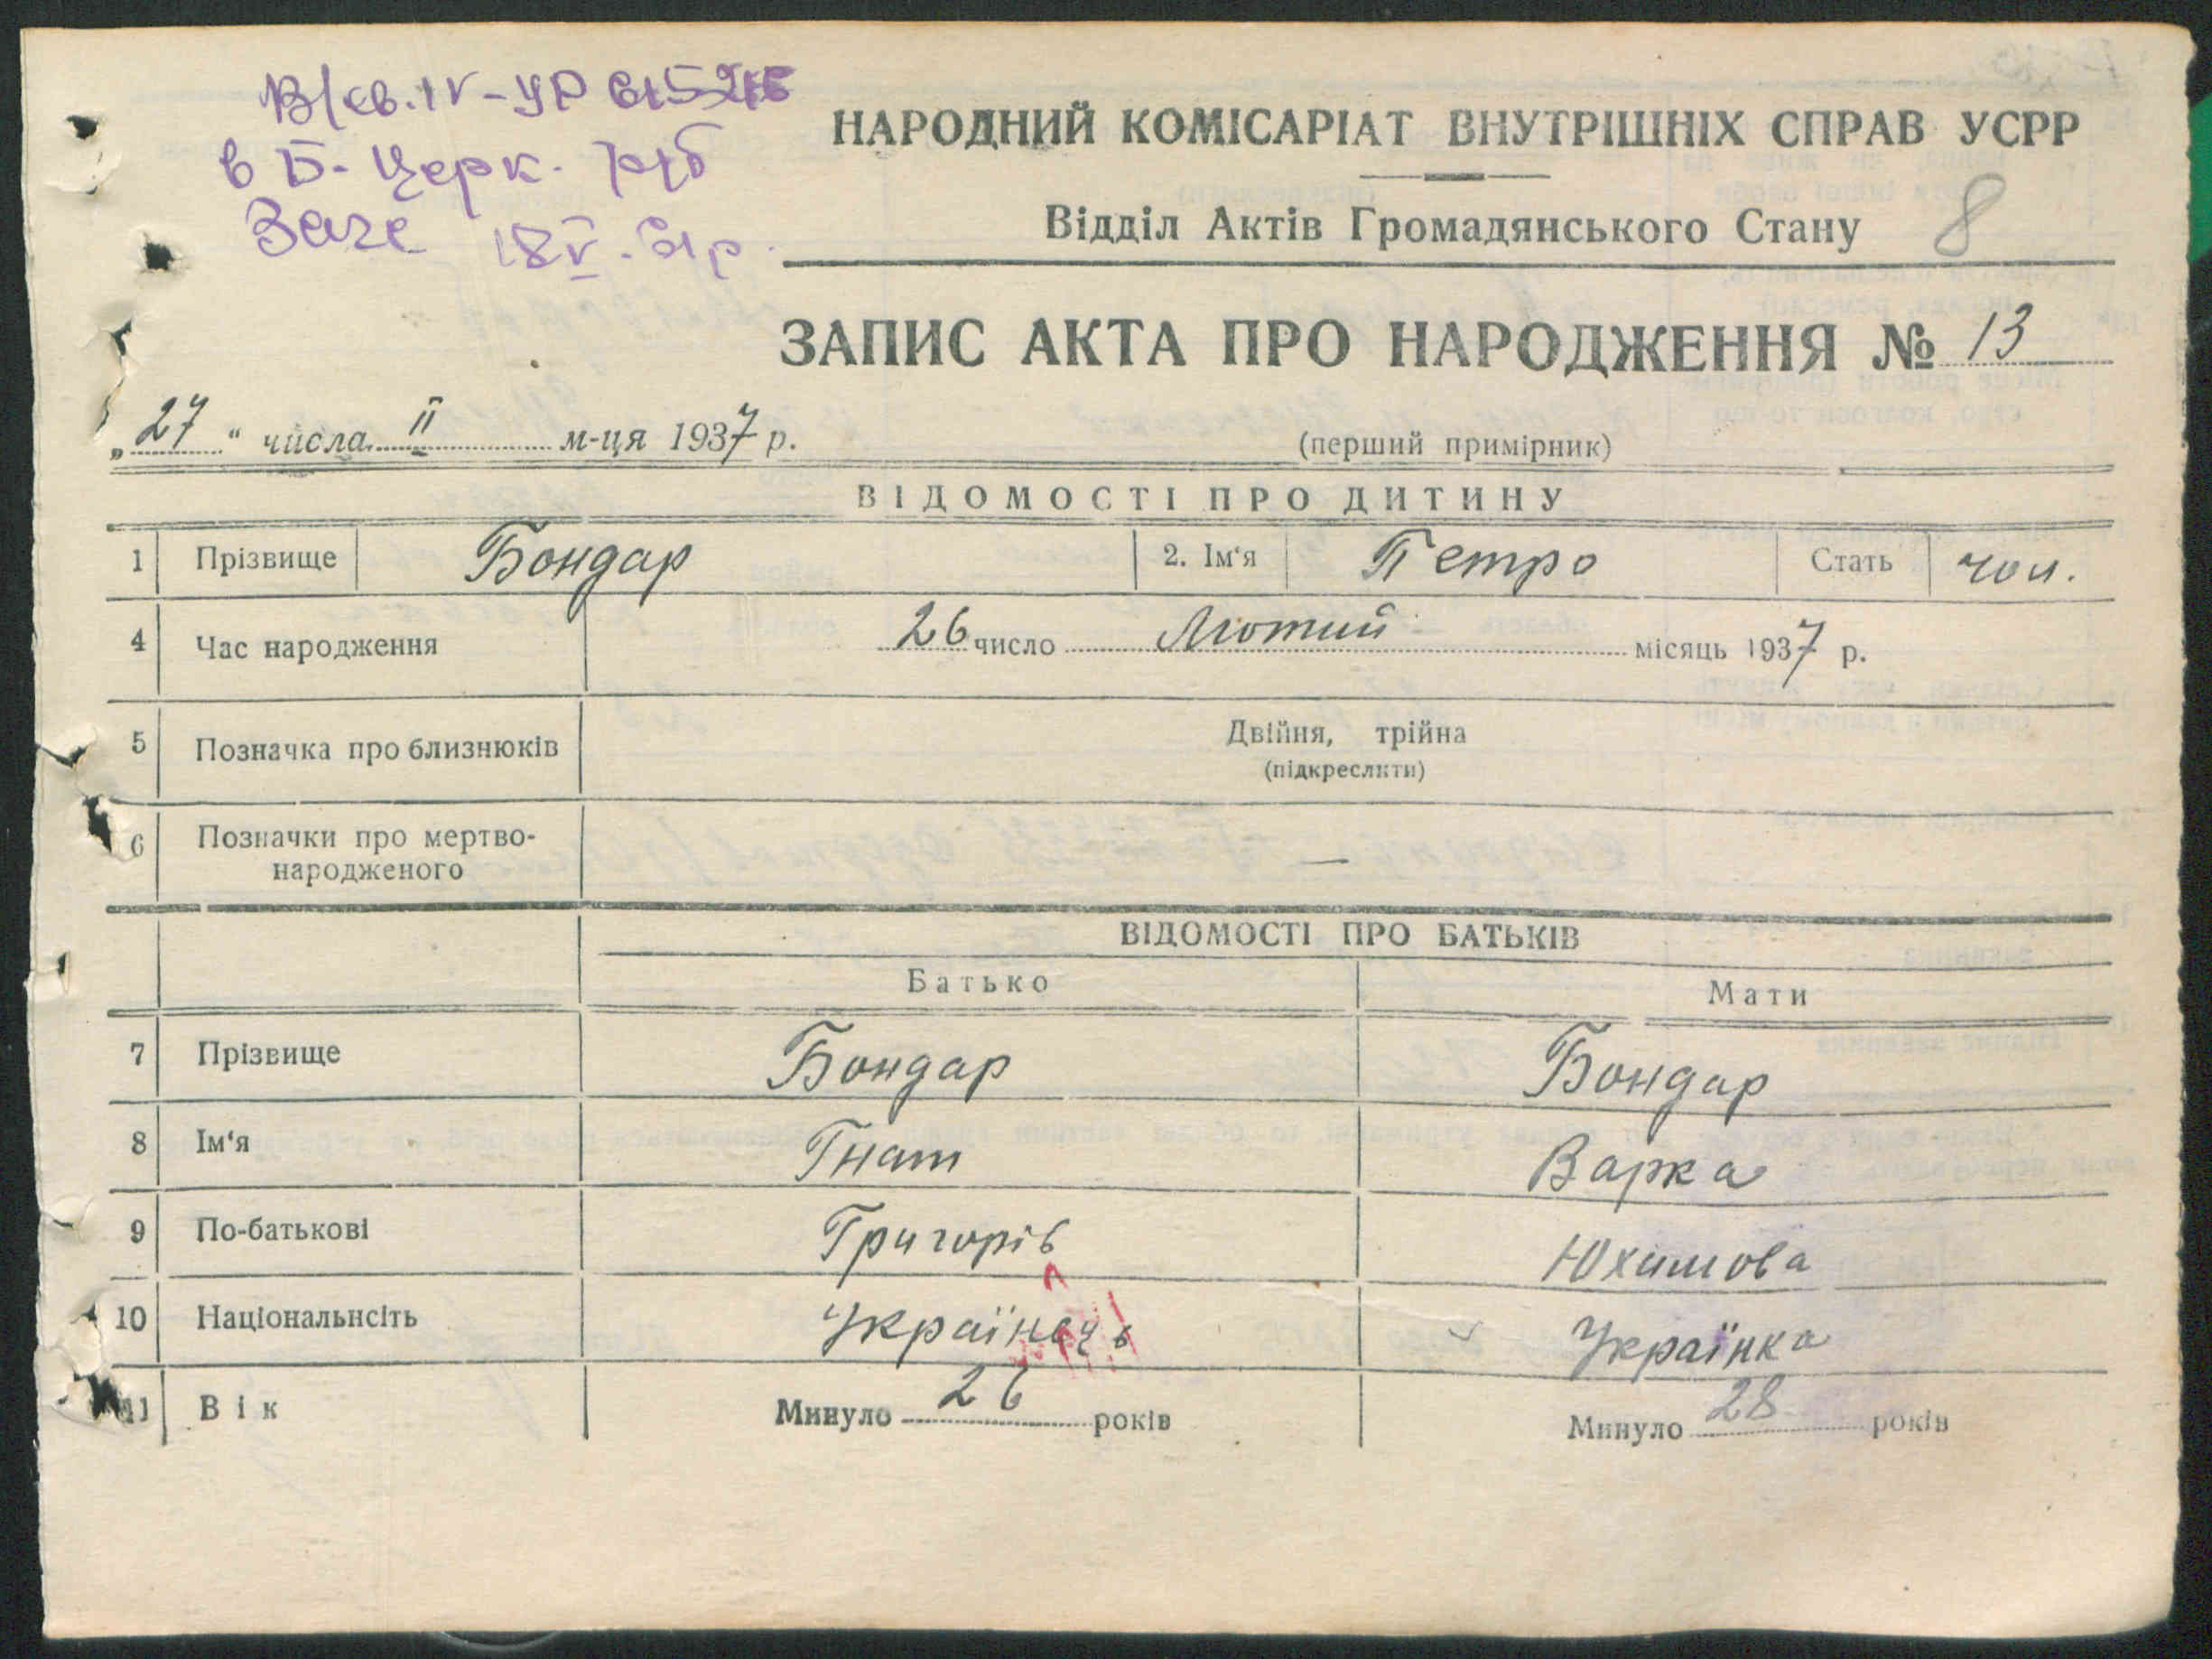 в Б-Церк.
18 V
НАРОДНИЙ КОМІСАРІАТ ВНУТРІШНІХ СПРАВ УСРР
Відділ Актів Громадянського Стану 8
ЗАПИС АКТА ПРО НАРОДЖЕННЯ № 13
„27“ числа II м-ця 1937 р.
(перший примірник)
ВІДОМОСТІ ПРО ДИТИНУ
1 Прізвище Бондар 2. Ім‘я Петро Стать чол.
4 Час народження 26 число Лютий місяць 1937 р.
5 Позначка про близнюків Двійня, трійна
(підкреслити)
6 Позначки про мертво-
народженого —
ВІДОМОСТІ ПРО БАТЬКІВ
Батько Мати
7 Прізвище Бондар Бондар
8 Ім‘я Гнат Варка
9 По-батькові Григорів Юхимова
10 Національнсіть Українець Українка
11 Вік Минуло 26 років Минуло 28 років